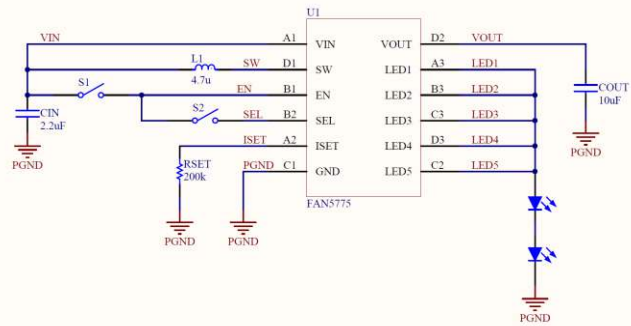 U1
VIN A1 VIN VOUT D2 VOUT
L1 SW D1 SW LED1 A3 LED1
4.7u
S1 EN B1 EN LED2 B3 LED2
COUT
10uF
CIN
2.2uF
S2 SEL B2 SEL LED3 C3 LED3
ISET A2 ISET LED4 D3 LED4
PGND
PGND
RSET
200k
PGND C1 GND LED5 C2 LED5
FAN5775
PGND PGND
PGND